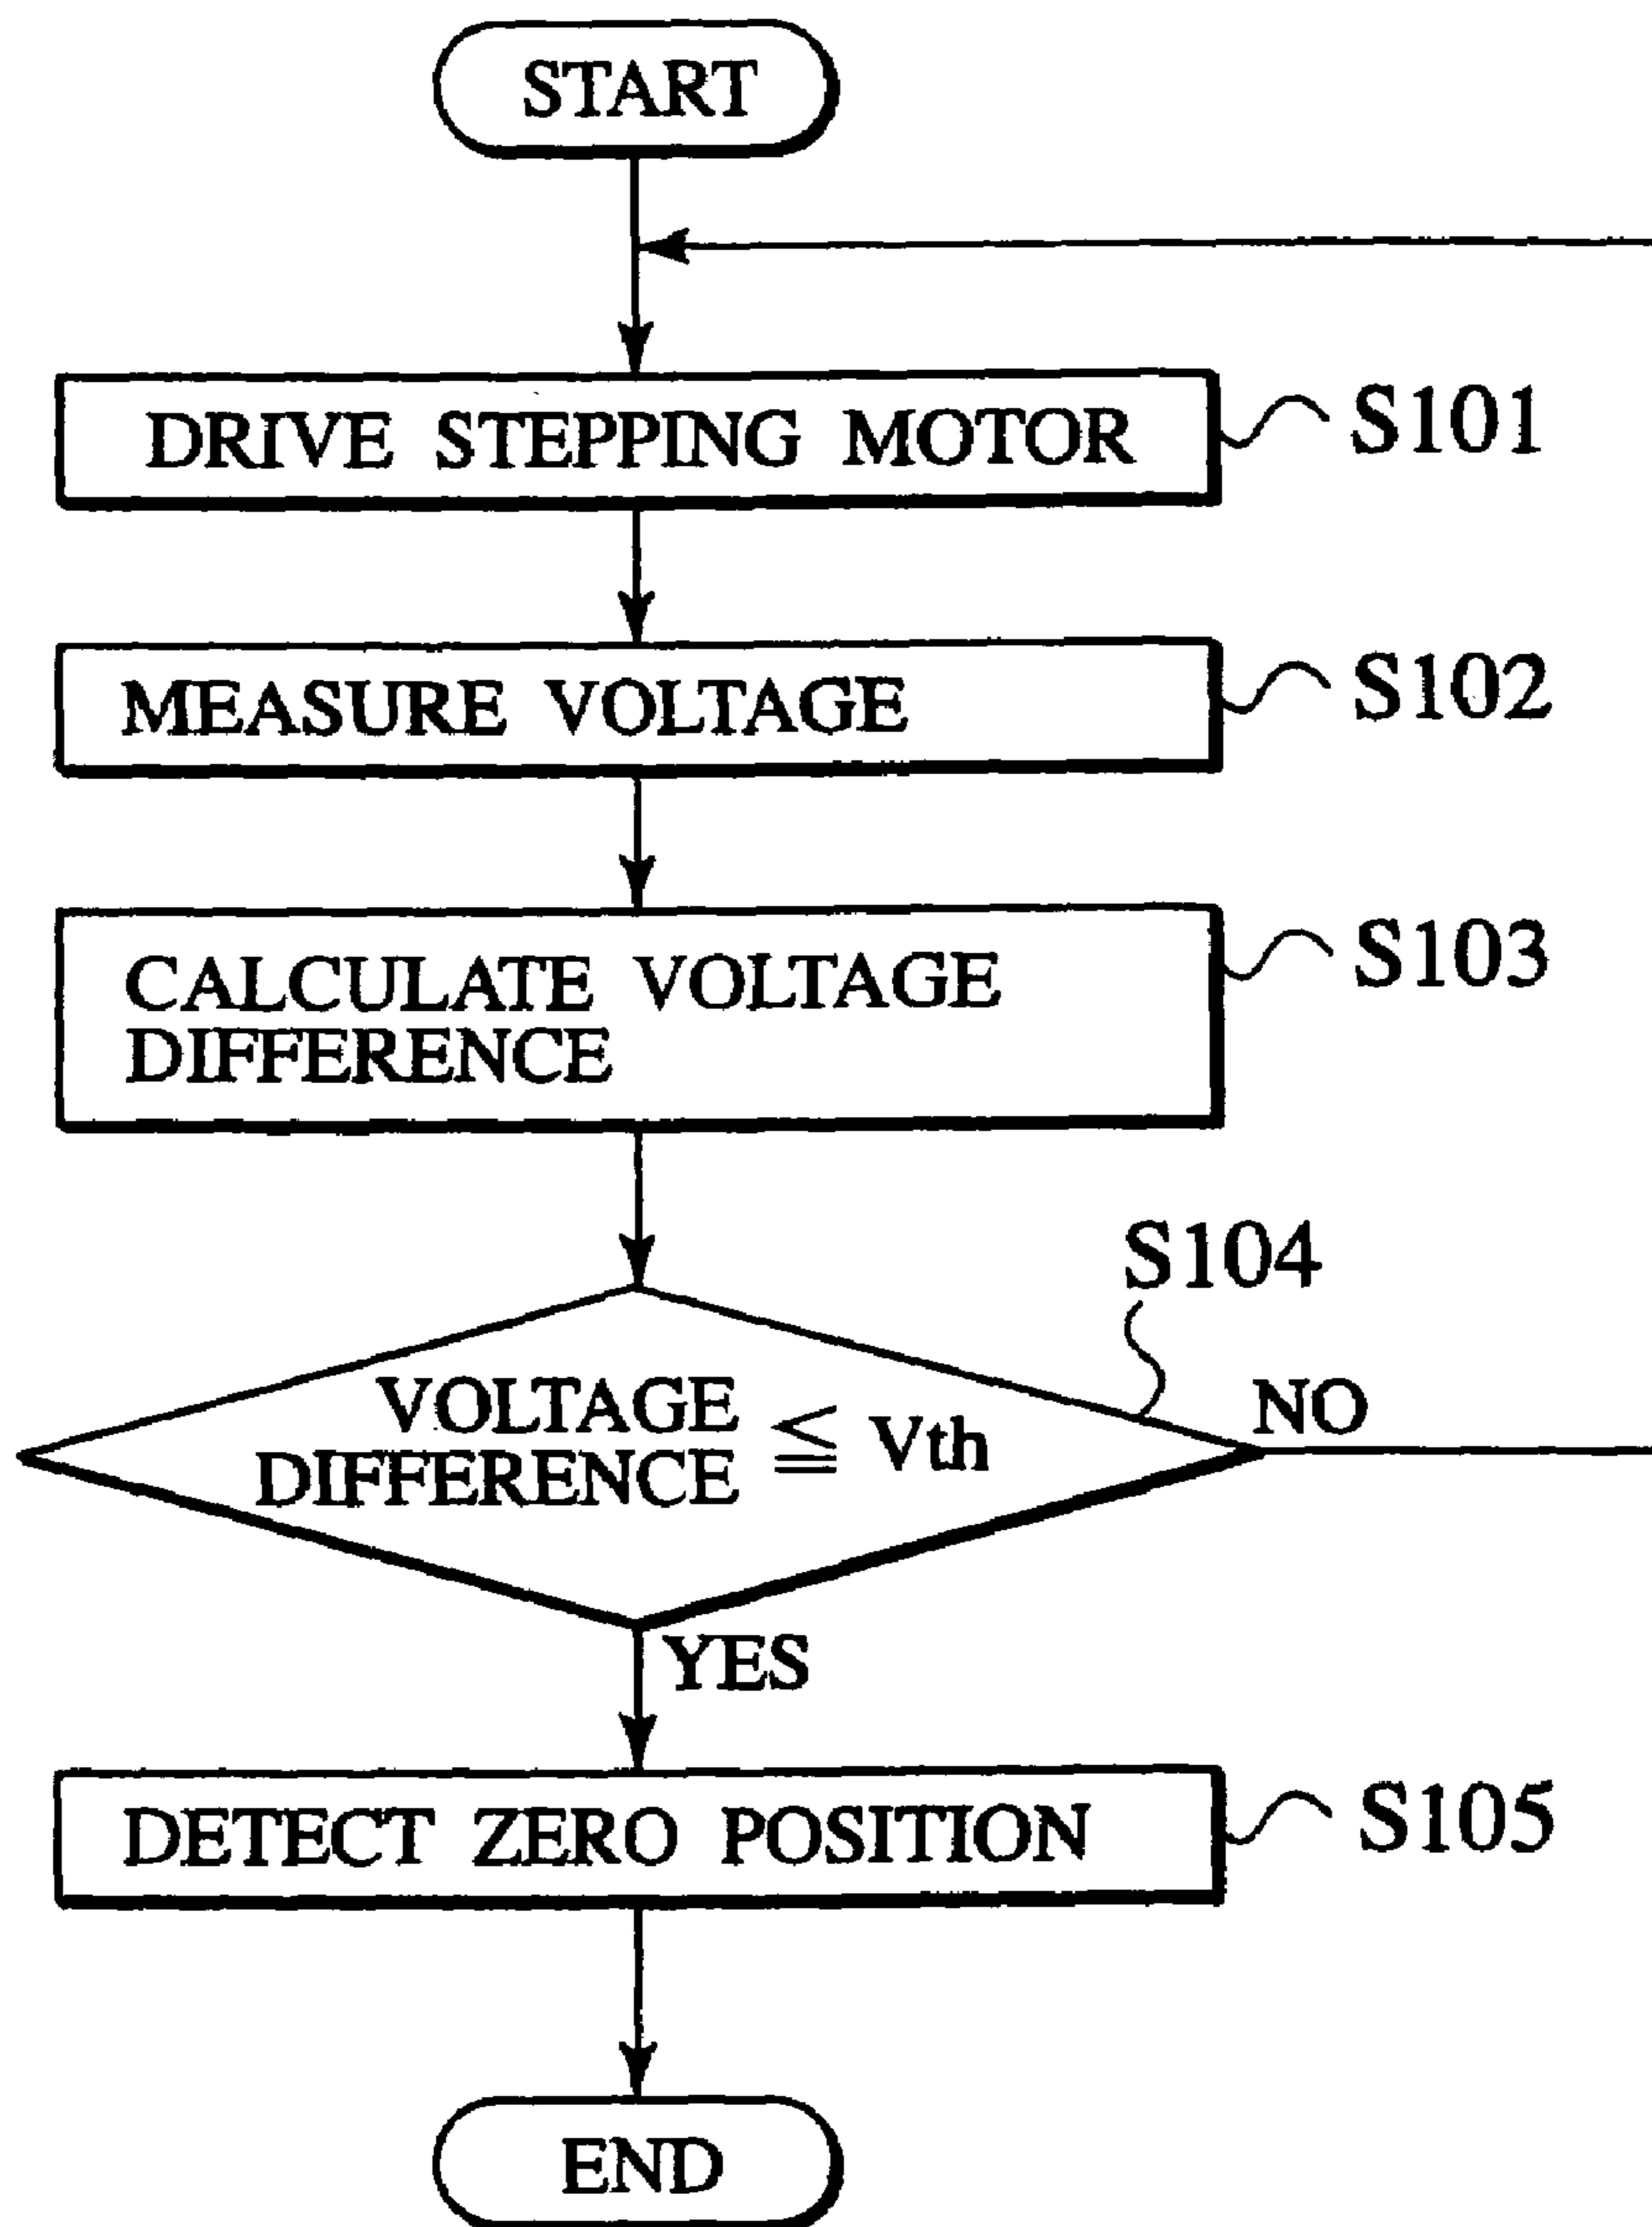 START
DRIVE STEPPING MOTOR
S101
MEASURE VOLTAGE
S102
CALCULATE VOLTAGE
DIFFERENCE
S103
S104
VOLTAGE
DIFFERENCE ≦ Vth
NO
YES
DETECT ZERO POSITION
S105
END